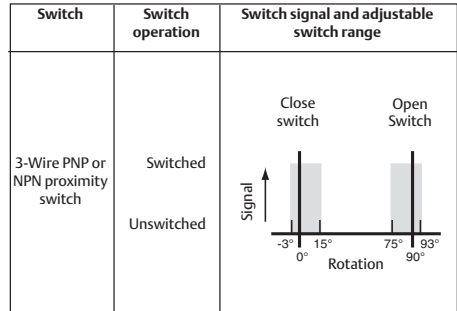 Switch
Switch
operation
Switch signal and adjustable
switch range
3-Wire PNP or
NPN proximity
switch
Switched
Unswitched
Close
switch
Open
Switch
Signal
-3° 15° 75° 93°
0° 90°
Rotation